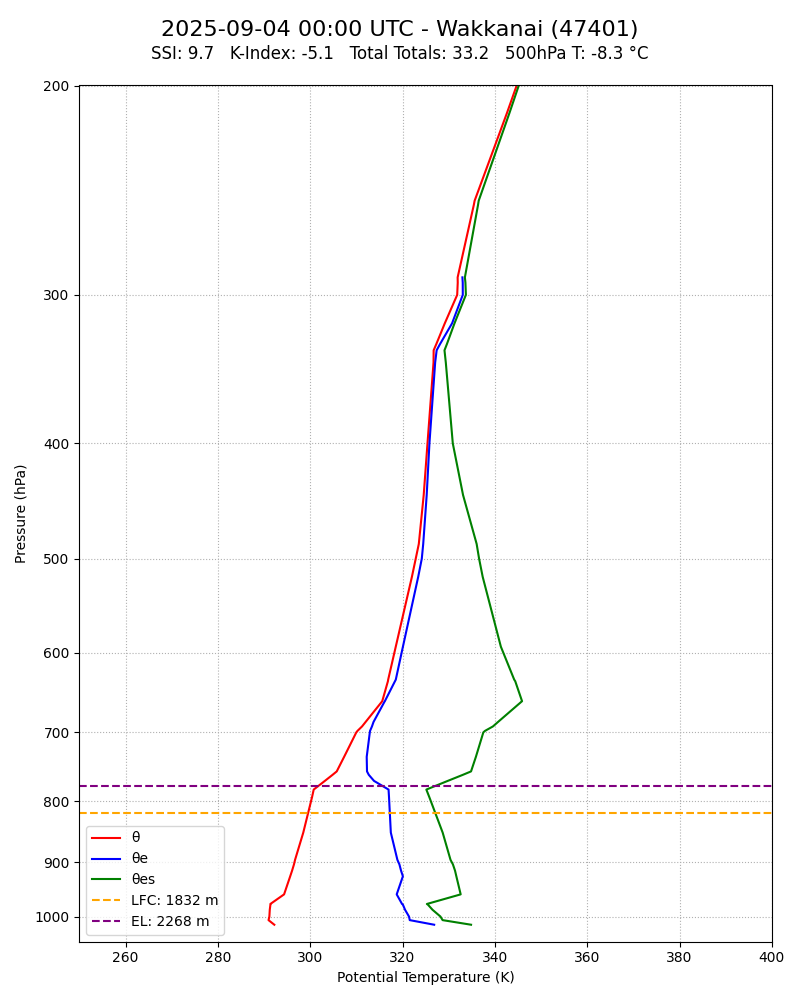 2025-09-04 00:00 UTC - Wakkanai (47401)
SSI: 9.7 K-Index: -5.1 Total Totals: 33.2 500hPa T: -8.3 °C
200
300
400
500
600
700
800
900
1000
Pressure (hPa)
θ
θe
θes
LFC: 1832 m
EL: 2268 m
260 280 300 320 340 360 380 400
Potential Temperature (K)